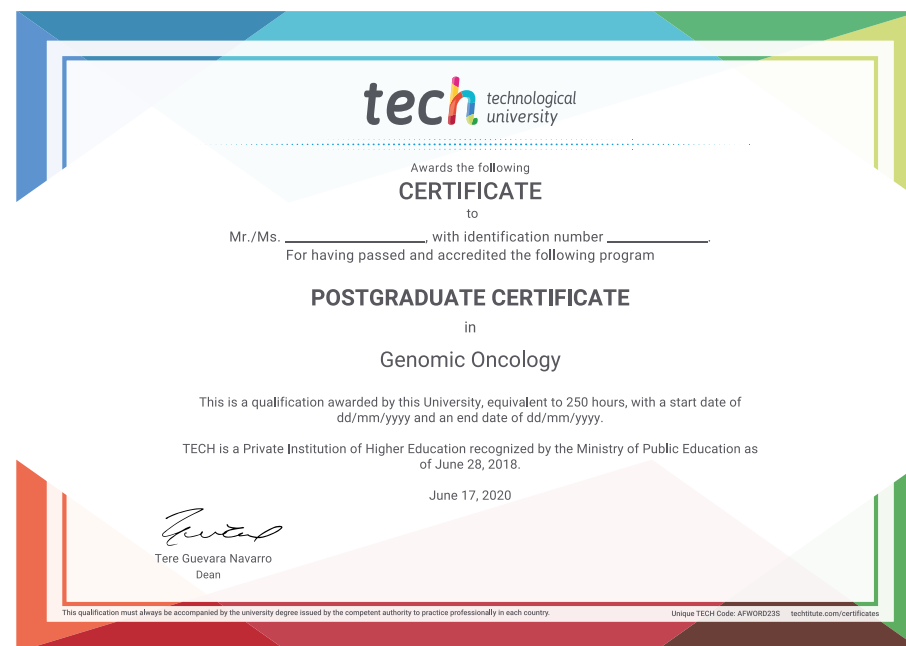 tech technological
university
Awards the following
CERTIFICATE
to
Mr./Ms. ____________________, with identification number ______________.
For having passed and accredited the following program
POSTGRADUATE CERTIFICATE
in
Genomic Oncology
This is a qualification awarded by this University, equivalent to 250 hours, with a start date of
dd/mm/yyyy and an end date of dd/mm/yyyy.
TECH is a Private Institution of Higher Education recognized by the Ministry of Public Education as
of June 28, 2018.
June 17, 2020
Tere Guevara Navarro
Dean
This qualification must always be accompanied by the university degree issued by the competent authority to practice professionally in each country.
Unique TECH Code: AFWORD23S techtitute.com/certificates